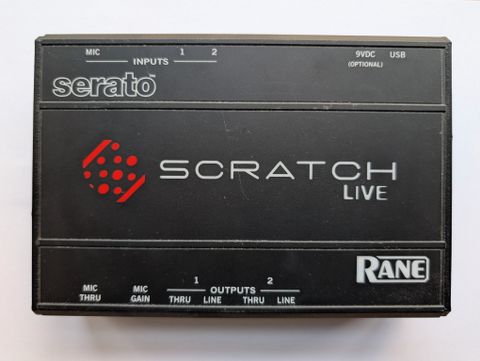 MIC 1 2 9VDC USB
INPUTS (OPTIONAL)
serato™
SCRATCH
LIVE
RANE
MIC MIC 1 2
THRU GAIN OUTPUTS
THRU LINE THRU LINE